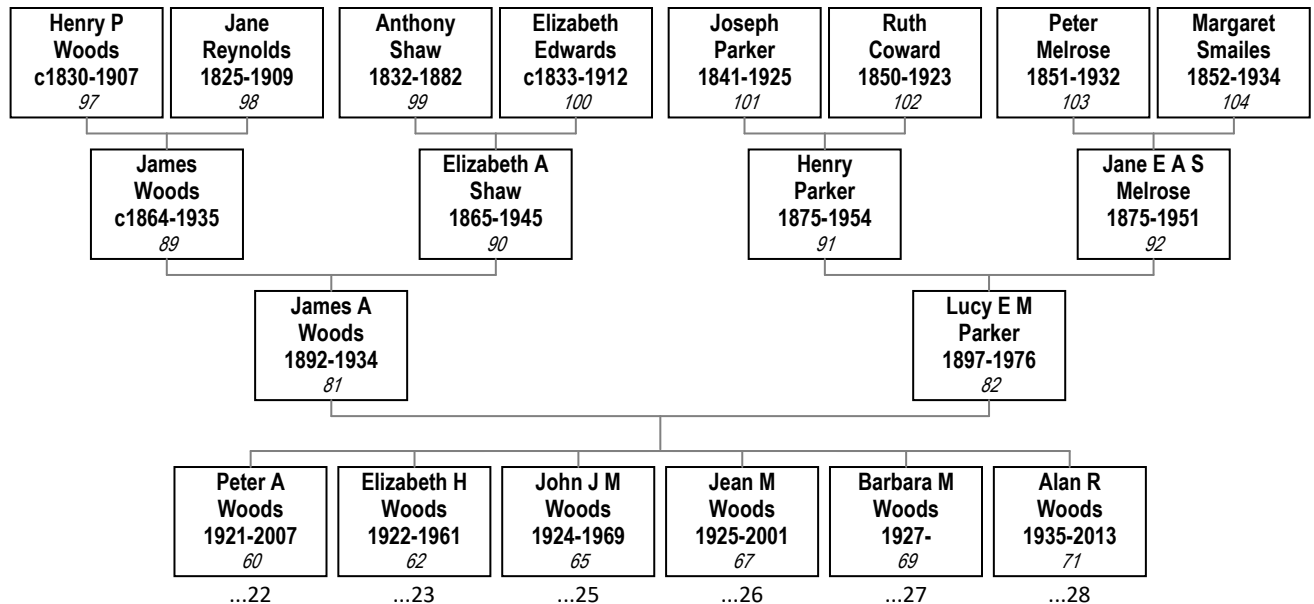 Henry P
Woods
c1830-1907
97
Jane
Reynolds
1825-1909
98
Anthony
Shaw
1832-1882
99
Elizabeth
Edwards
c1833-1912
100
Joseph
Parker
1841-1925
101
Ruth
Coward
1850-1923
102
Peter
Melrose
1851-1932
103
Margaret
Smailes
1852-1934
104
James
Woods
c1864-1935
89
Elizabeth A
Shaw
1865-1945
90
Henry
Parker
1875-1954
91
Jane E A S
Melrose
1875-1951
92
James A
Woods
1892-1934
81
Lucy E M
Parker
1897-1976
82
Peter A
Woods
1921-2007
60
Elizabeth H
Woods
1922-1961
62
John J M
Woods
1924-1969
65
Jean M
Woods
1925-2001
67
Barbara M
Woods
1927-
69
Alan R
Woods
1935-2013
71
...22
...23
...25
...26
...27
...28